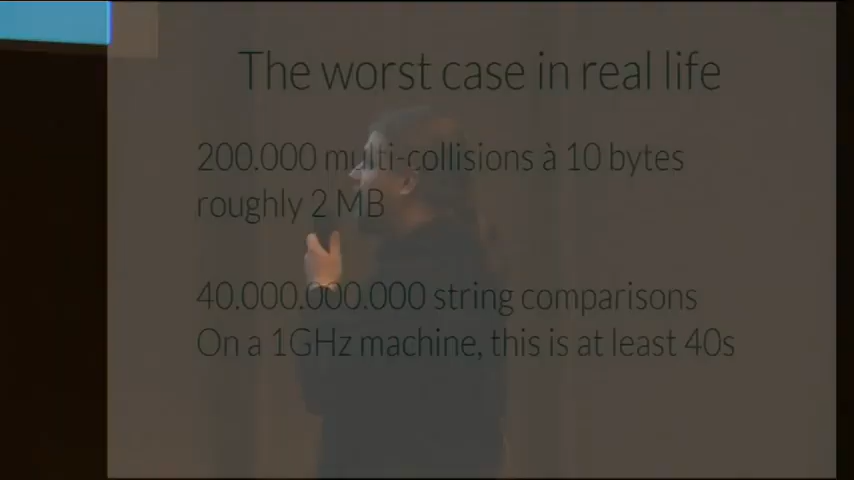 The worst case in real life
200.000 multi-collisions à 10 bytes
roughly 2 MB
40.000.000.000 string comparisons
On a 1GHz machine, this is at least 40s